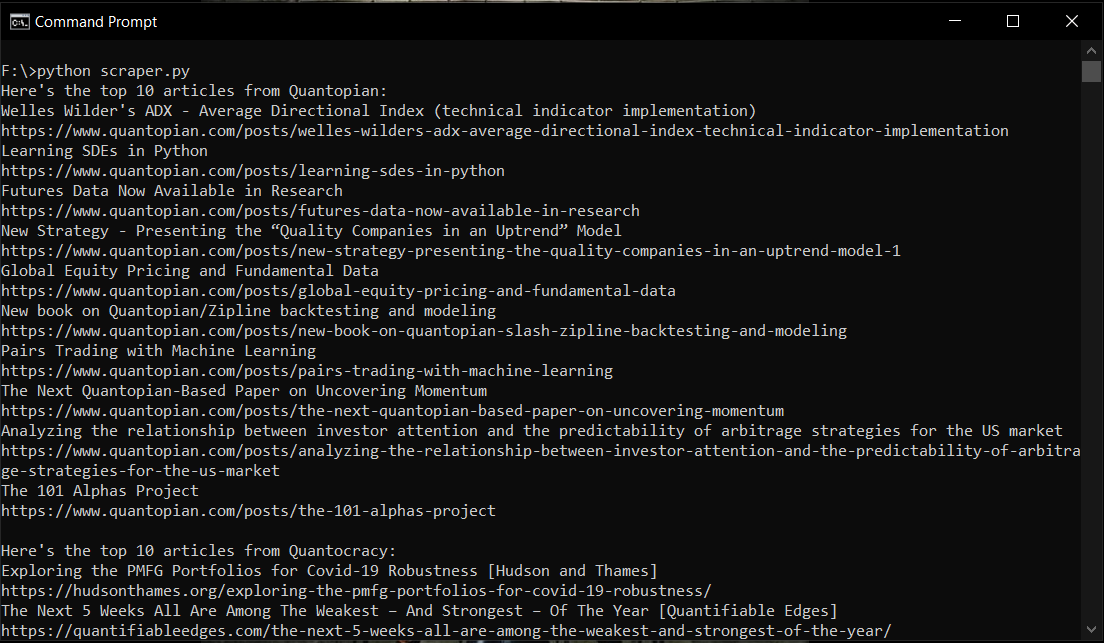 Command Prompt
F:\>python scraper.py
Here's the top 10 articles from Quantopian:
Welles Wilder's ADX - Average Directional Index (technical indicator implementation)
https://www.quantopian.com/posts/welles-wilders-adx-average-directional-index-technical-indicator-implementation
Learning SDEs in Python
https://www.quantopian.com/posts/learning-sdes-in-python
Futures Data Now Available in Research
https://www.quantopian.com/posts/futures-data-now-available-in-research
New Strategy - Presenting the “Quality Companies in an Uptrend” Model
https://www.quantopian.com/posts/new-strategy-presenting-the-quality-companies-in-an-uptrend-model-1
Global Equity Pricing and Fundamental Data
https://www.quantopian.com/posts/global-equity-pricing-and-fundamental-data
New book on Quantopian/Zipline backtesting and modeling
https://www.quantopian.com/posts/new-book-on-quantopian-slash-zipline-backtesting-and-modeling
Pairs Trading with Machine Learning
https://www.quantopian.com/posts/pairs-trading-with-machine-learning
The Next Quantopian-Based Paper on Uncovering Momentum
https://www.quantopian.com/posts/the-next-quantopian-based-paper-on-uncovering-momentum
Analyzing the relationship between investor attention and the predictability of arbitrage strategies for the US market
https://www.quantopian.com/posts/analyzing-the-relationship-between-investor-attention-and-the-predictability-of-arbitra
ge-strategies-for-the-us-market
The 101 Alphas Project
https://www.quantopian.com/posts/the-101-alphas-project
Here's the top 10 articles from Quantocracy:
Exploring the PMFG Portfolios for Covid-19 Robustness [Hudson and Thames]
https://hudsonthames.org/exploring-the-pmfg-portfolios-for-covid-19-robustness/
The Next 5 Weeks All Are Among The Weakest – And Strongest – Of The Year [Quantifiable Edges]
https://quantifiableedges.com/the-next-5-weeks-all-are-among-the-weakest-and-strongest-of-the-year/